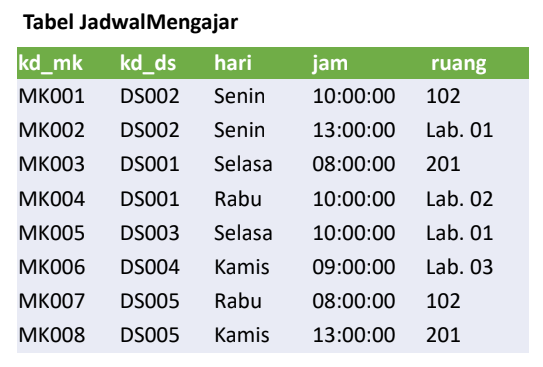 Tabel JadwalMengajar
kd_mk kd_ds hari jam ruang
MK001 DS002 Senin 10:00:00 102
MK002 DS002 Senin 13:00:00 Lab. 01
MK003 DS001 Selasa 08:00:00 201
MK004 DS001 Rabu 10:00:00 Lab. 02
MK005 DS003 Selasa 10:00:00 Lab. 01
MK006 DS004 Kamis 09:00:00 Lab. 03
MK007 DS005 Rabu 08:00:00 102
MK008 DS005 Kamis 13:00:00 201